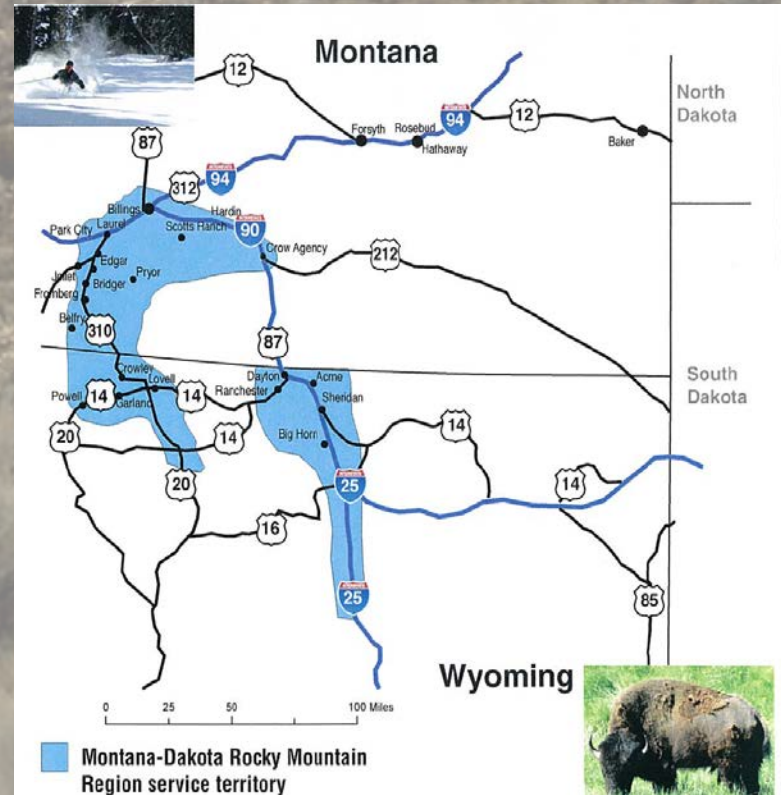 Montana
12
North
Dakota
94
12
Forsyth
Rosebud
Hathaway
Baker
87
312
94
Billings
Hardin
Park City
Laurel
Scotts Ranch
90
Crow Agency
212
Edgar
Joliet
Pryor
Bridger
Fromberg
Belfry
310
87
Crowley
Dayton
Acme
South
Dakota
Lovell
14
14
Ranchester
Sheridan
Powell
Garland
14
20
14
Big Horn
20
25
14
16
25
85
Wyoming
0 25 50 100 Miles
Montana-Dakota Rocky Mountain
Region service territory